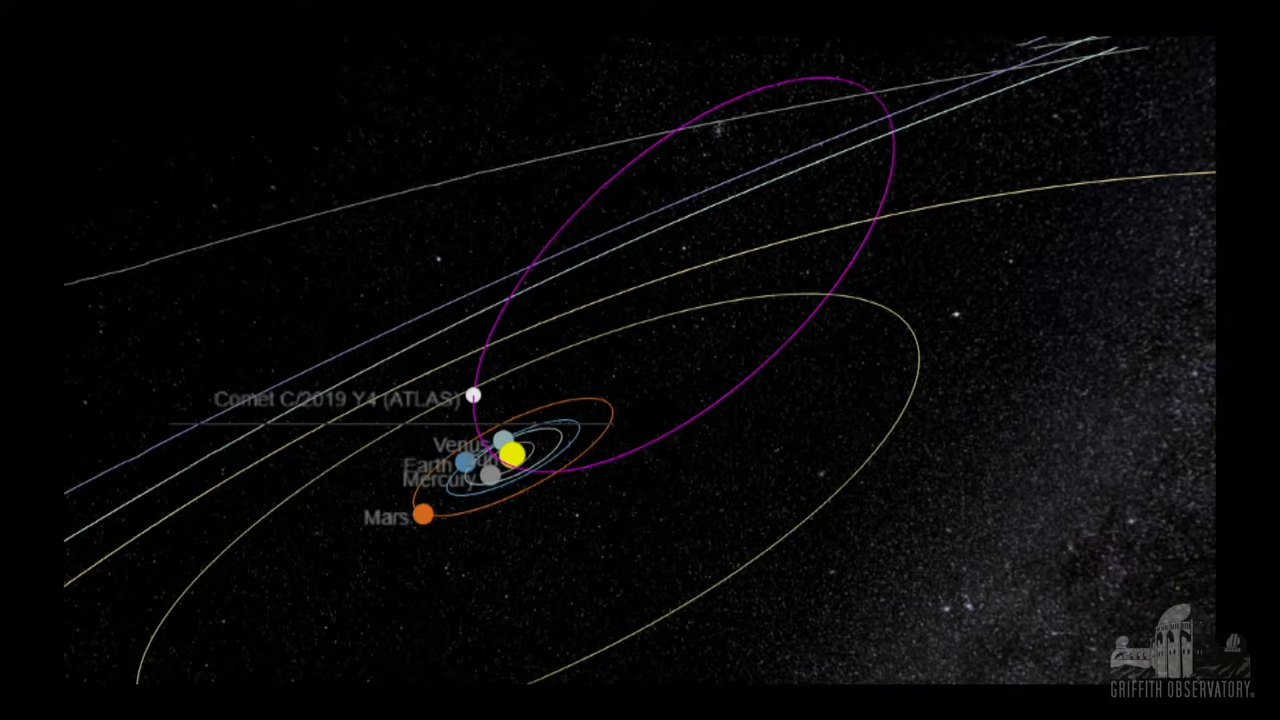 Comet C/2019 Y4 (ATLAS)
Venus
Earth
Mercury
Mars
GRIFFITH OBSERVATORY